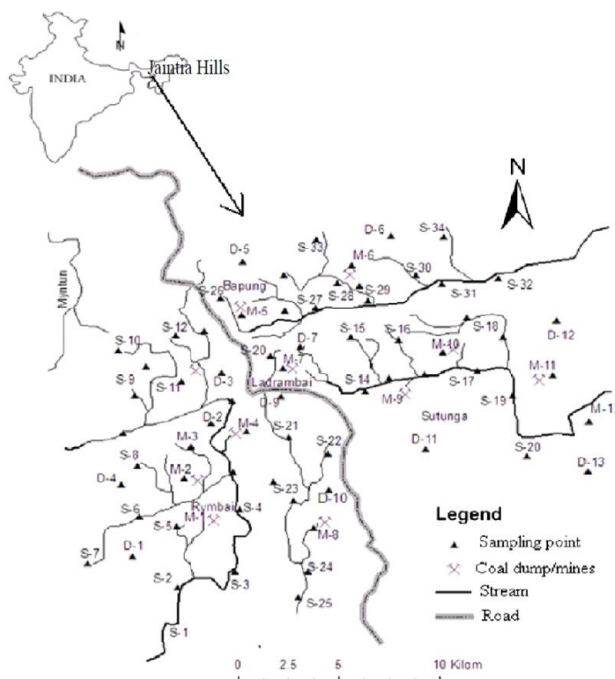 N
Jaintia Hills
INDIA
N
D-6
S-34
S-33
D-5
M-6
Bapung
S-30
S-26
S-28
S-29
S-31
S-32
M-5
S-27
Myntun
S-12
S-10
D-7
S-15
S-16
S-18
D-12
S-20
M-7
M-10
M-11
S-11
D-3
Ladrambai
S-14
S-17
S-9
D-9
M-9
S-19
M-1
D-2
Sutunga
M-3
M-4
S-21
S-8
S-22
D-11
S-20
D-4
M-2
D-13
S-23
D-10
S-6
M-1
Rymbai
S-4
S-5
M-8
S-7
D-1
S-2
S-3
S-24
S-25
S-1
Legend
Sampling point
Coal dump/mines
Stream
Road
0 2.5 5 10 Kilom